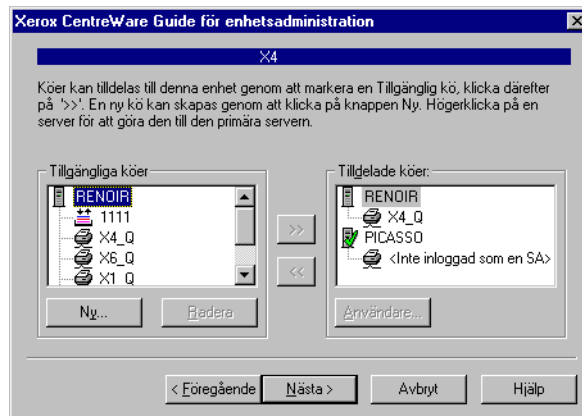 Xerox CentreWare Guide för enhetsadministration
X4
Köer kan tilldelas till denna enhet genom att markera en Tillgänglig kö, klicka därefter
på '>>'. En ny kö kan skapas genom att klicka på knappen Ny. Högerklicka på en
server för att göra den till den primära servern.
Tillgängliga köer
RENOIR
1111
X4_Q
X6_Q
X1_Q
Ny...
Radera
>>
<<
Tilldelade köer:
RENOIR
X4_Q
PICASSO
<Inte inloggad som en SA>
Användare...
< Föregående
Nästa >
Avbryt
Hjälp